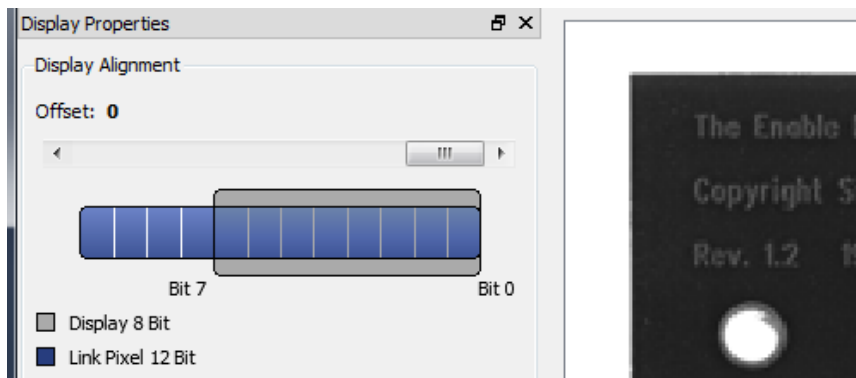 Display Properties
Display Alignment
Offset: 0
Bit 7 Bit 0
Display 8 Bit
Link Pixel 12 Bit
The Enable
Copyright
Rev. 1.2